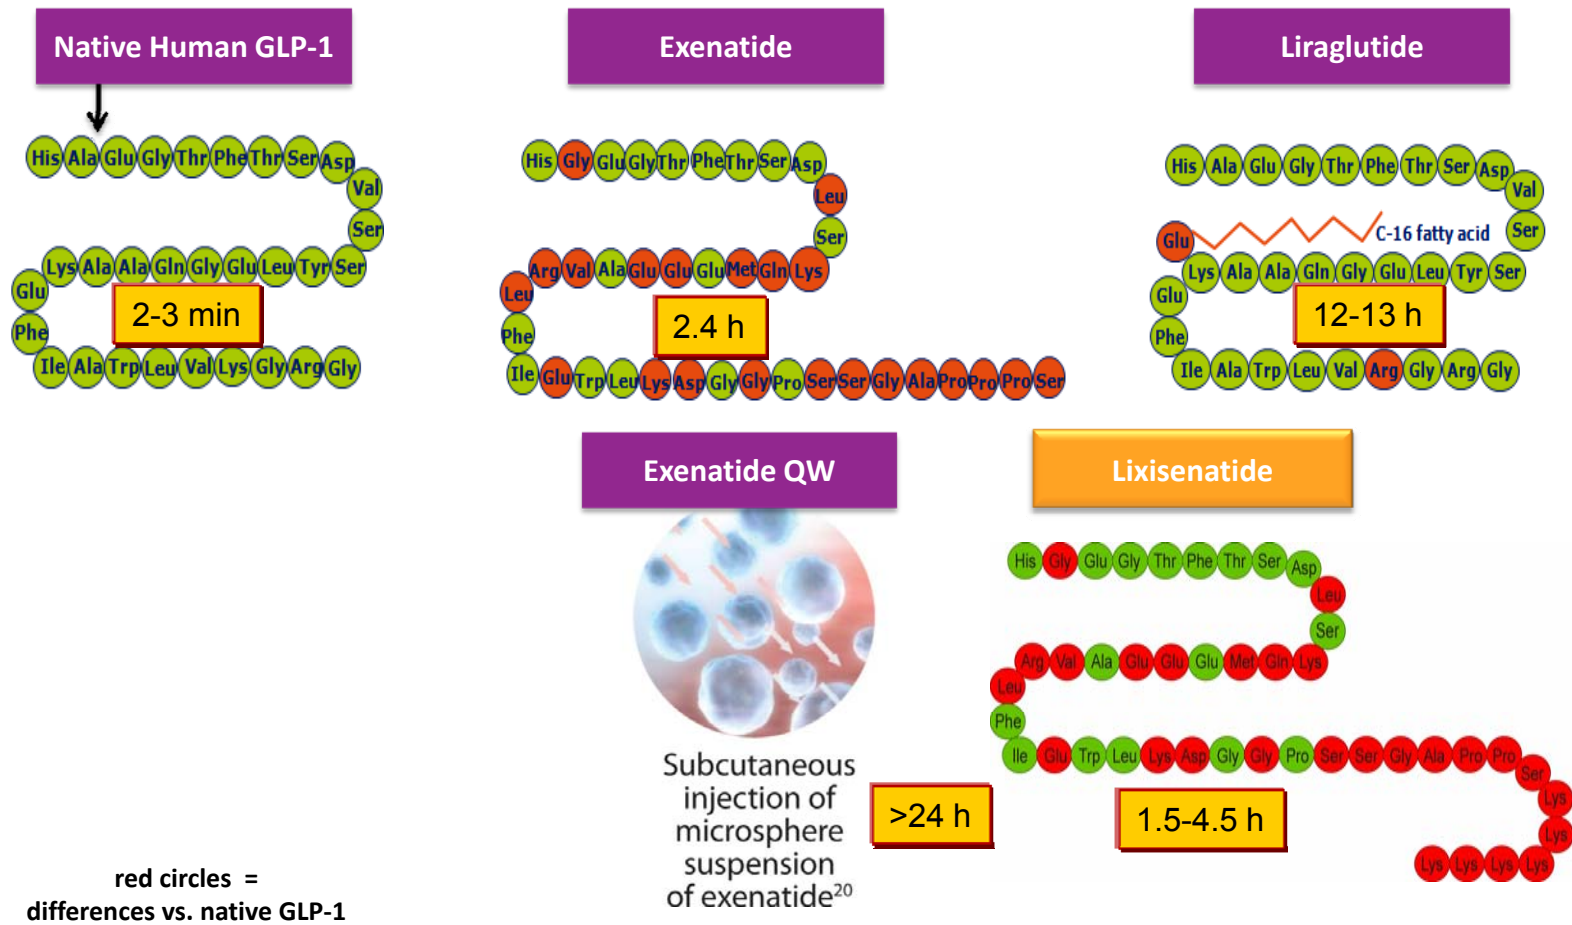 Native Human GLP-1
His Ala Glu Gly Thr Phe Thr Ser Asp
Val
Ser
Lys Ala Ala Gln Gly Glu Leu Tyr Ser
Glu
2-3 min
Phe
Ile Ala Trp Leu Val Lys Gly Arg Gly
Exenatide
His Gly Glu Gly Thr Phe Thr Ser Asp
Leu
Ser
Arg Val Ala Glu Glu Glu Met Gln Lys
Leu
2.4 h
Phe
Ile Glu Trp Leu Lys Asp Gly Gly Pro Ser Ser Gly Ala Pro Pro Pro Ser
Liraglutide
His Ala Glu Gly Thr Phe Thr Ser Asp
Val
Ser
Glu
C-16 fatty acid
Lys Ala Ala Gln Gly Glu Leu Tyr Ser
Glu
12-13 h
Phe
Ile Ala Trp Leu Val Arg Gly Arg Gly
Exenatide QW
Subcutaneous
injection of
microsphere
suspension
of exenatide20
>24 h
Lixisenatide
His Gly Glu Gly Thr Phe Thr Ser Asp
Leu
Ser
Arg Val Ala Glu Glu Glu Met Gln Lys
Leu
Phe
Ile Glu Trp Leu Lys Asp Gly Gly Pro Ser Ser Gly Ala Pro Pro
Ser
Lys
Lys
Lys Lys Lys Lys
1.5-4.5 h
red circles =
differences vs. native GLP-1